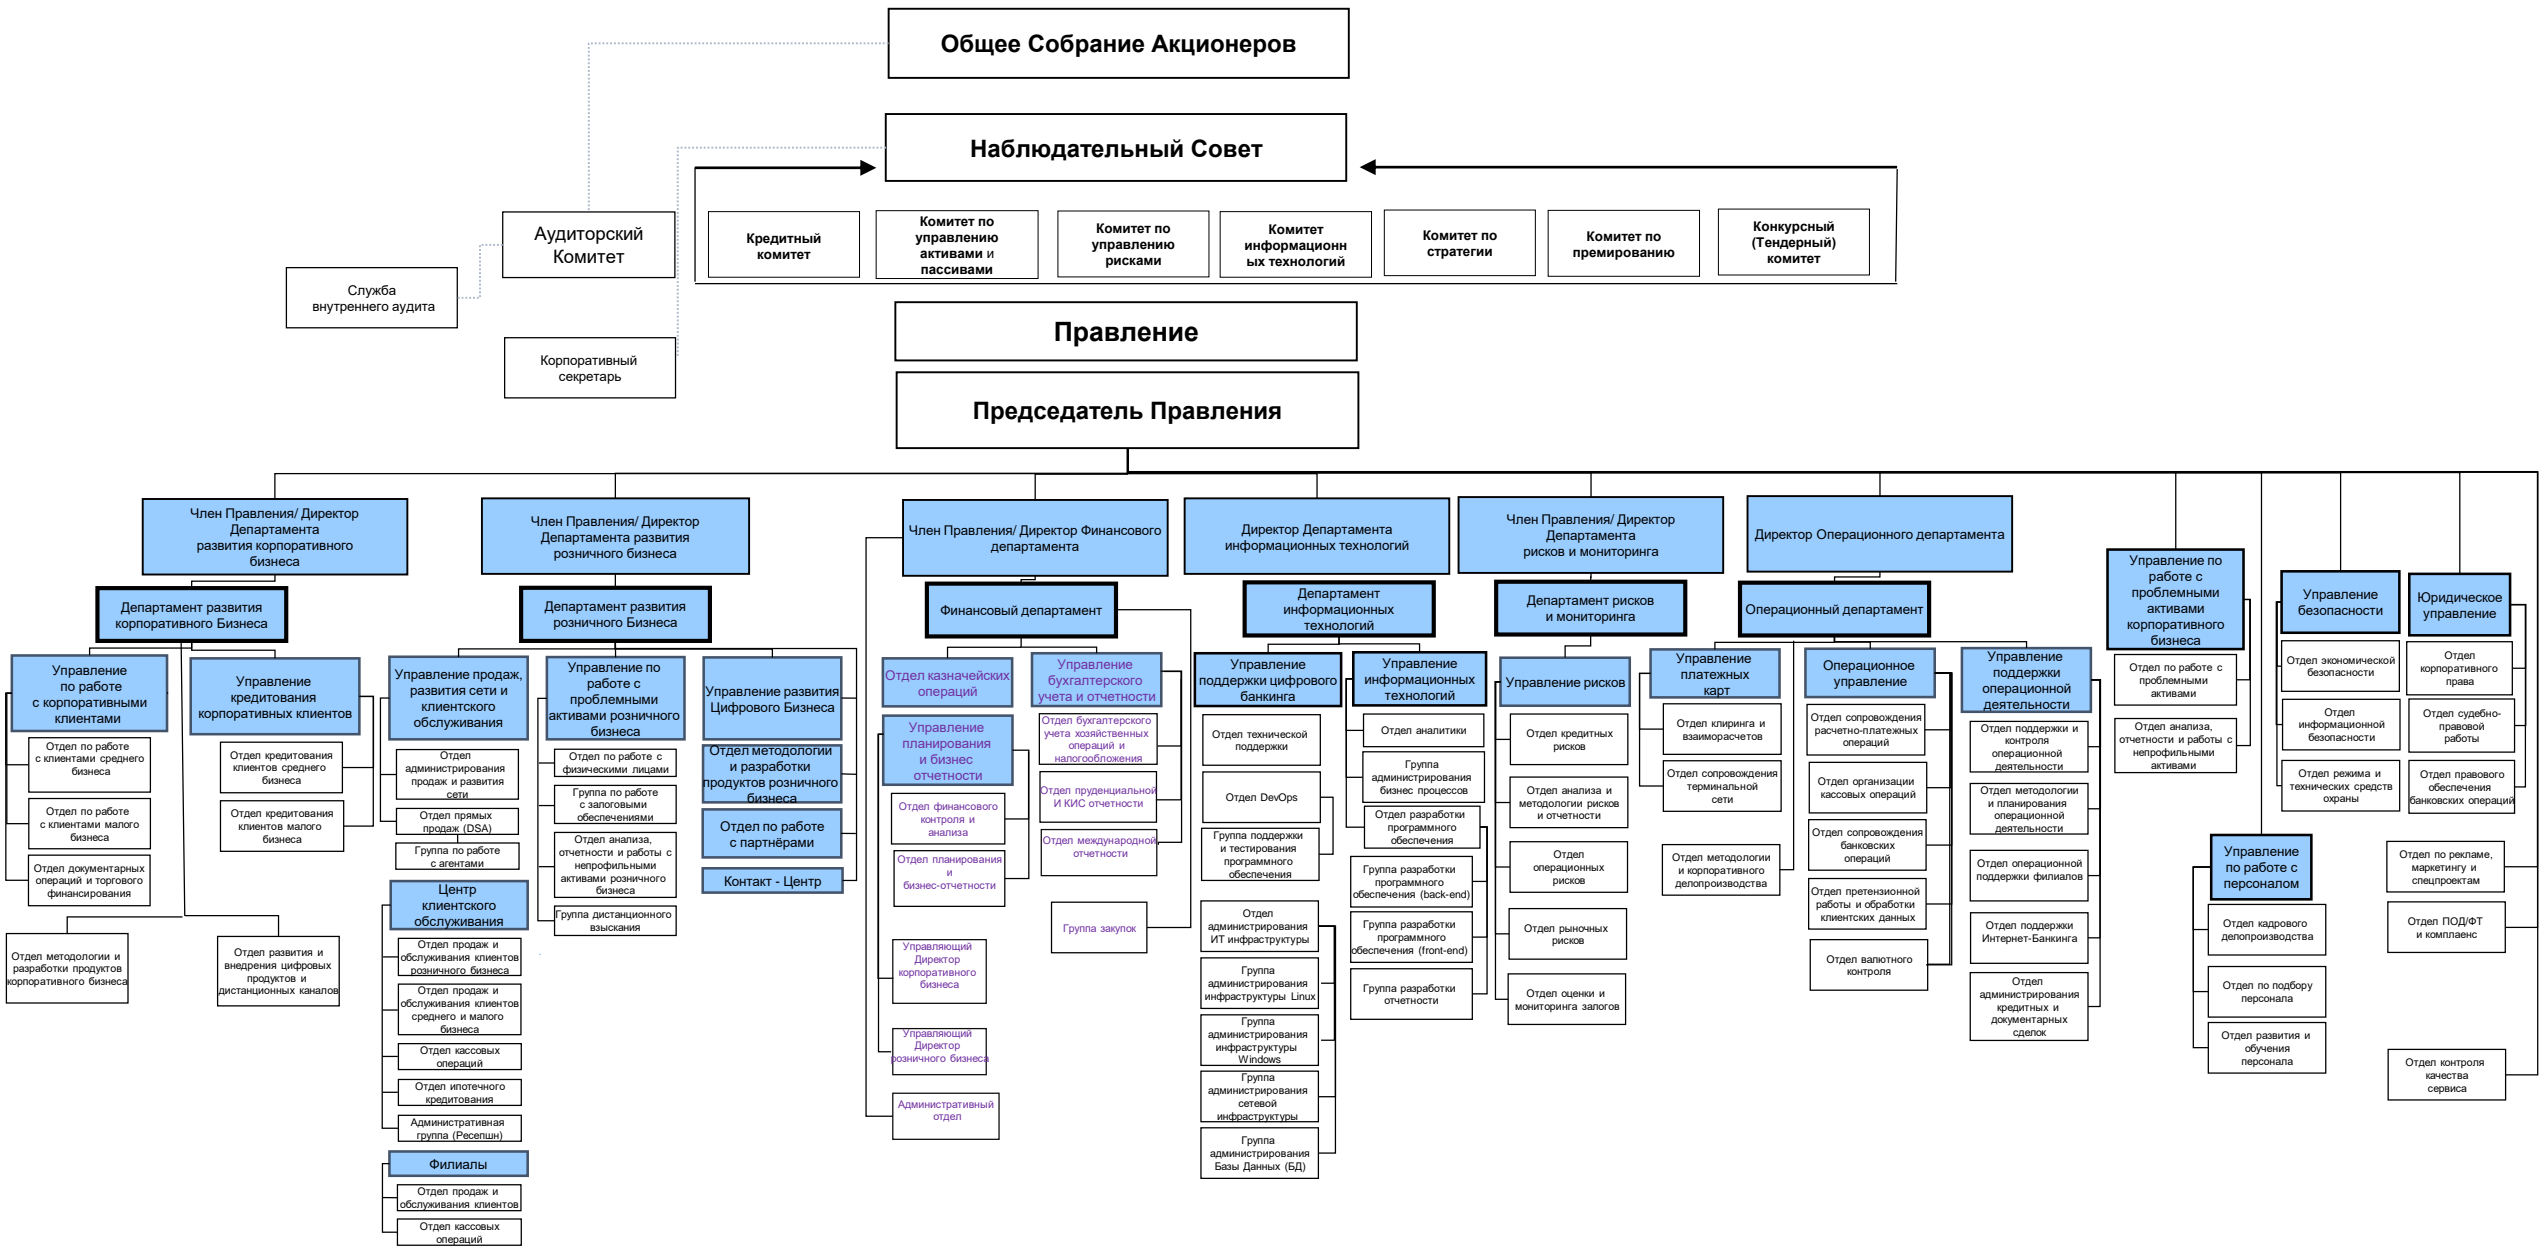 Общее Собрание Акционеров
Наблюдательный Совет
Аудиторский
Комитет
Кредитный
комитет
Комитет по
управлению
активами и
пассивами
Комитет по
управлению
рисками
Комитет
информационн
ых технологий
Комитет по
стратегии
Комитет по
премированию
Конкурсный
(Тендерный)
комитет
Служба
внутреннего аудита
Корпоративный
секретарь
Правление
Председатель Правления
Член Правления/ Директор
Департамента
развития корпоративного
бизнеса
Член Правления/ Директор
Департамента развития
розничного бизнеса
Член Правления/ Директор Финансового
департамента
Директор Департамента
информационных технологий
Член Правления/ Директор
Департамента
рисков и мониторинга
Директор Операционного департамента
Департамент развития
корпоративного Бизнеса
Управление
по работе
с корпоративными
клиентами
Отдел по работе
с клиентами среднего
бизнеса
Отдел по работе
с клиентами малого
бизнеса
Отдел документарных
операций и торгового
финансирования
Управление
кредитования
корпоративных клиентов
Отдел кредитования
клиентов среднего
бизнеса
Отдел кредитования
клиентов малого
бизнеса
Отдел методологии и
разработки продуктов
корпоративного бизнеса
Отдел развития и
внедрения цифровых
продуктов и
дистанционных каналов
Департамент развития
розничного Бизнеса
Управление продаж,
развития сети и
клиентского
обслуживания
Отдел
администрирования
продаж и развития
сети
Отдел прямых
продаж (DSA)
Группа по работе
с агентами
Центр
клиентского
обслуживания
Отдел продаж и
обслуживания клиентов
розничного бизнеса
Отдел продаж и
обслуживания клиентов
среднего и малого
бизнеса
Отдел кассовых
операций
Отдел ипотечного
кредитования
Административная
группа (Ресепшн)
Филиалы
Отдел продаж и
обслуживания клиентов
Отдел кассовых
операций
Управление по
работе с
проблемными
активами розничного
бизнеса
Отдел по работе с
физическими лицами
Группа по работе
с залоговыми
обеспечениями
Отдел анализа,
отчетности и работы с
непрофильными
активами розничного
бизнеса
Группа дистанционного
взыскания
Управление развития
Цифрового Бизнеса
Отдел методологии
и разработки
продуктов розничного
бизнеса
Отдел по работе
с партнёрами
Контакт - Центр
Финансовый департамент
Отдел казначейских
операций
Управление
планирования
и бизнес
отчетности
Отдел финансового
контроля и
анализа
Отдел планирования
и
бизнес-отчетности
Управляющий
Директор
корпоративного
бизнеса
Управляющий
Директор
розничного бизнеса
Административный
отдел
Управление
бухгалтерского
учета и отчетности
Отдел бухгалтерского
учета хозяйственных
операций и
налогообложения
Отдел пруденциальной
И КИС отчетности
Отдел международной
отчетности
Группа закупок
Департамент
информационных
технологий
Управление
поддержки цифрового
банкинга
Отдел технической
поддержки
Отдел DevOps
Группа поддержки
и тестирования
программного
обеспечения
Отдел
администрирования
ИТ инфраструктуры
Группа
администрирования
инфраструктуры Linux
Группа
администрирования
инфраструктуры
Windows
Группа
администрирования
сетевой
инфраструктуры
Группа
администрирования
Базы Данных (БД)
Управление
информационных
технологий
Отдел аналитики
Группа
администрирования
бизнес процессов
Отдел разработки
программного
обеспечения
Группа разработки
программного
обеспечения (back-end)
Группа разработки
программного
обеспечения (front-end)
Группа разработки
отчетности
Департамент рисков
и мониторинга
Управление рисков
Отдел кредитных
рисков
Отдел анализа и
методологии рисков
и отчетности
Отдел
операционных
рисков
Отдел рыночных
рисков
Отдел оценки и
мониторинга залогов
Операционный департамент
Управление
платежных
карт
Отдел клиринга и
взаиморасчетов
Отдел сопровождения
терминальной
сети
Отдел методологии
и корпоративного
делопроизводства
Операционное
управление
Отдел сопровождения
расчетно-платежных
операций
Отдел организации
кассовых операций
Отдел сопровождения
банковских
операций
Отдел претензионной
работы и обработки
клиентских данных
Отдел валютного
контроля
Управление
поддержки
операционной
деятельности
Отдел поддержки и
контроля
операционной
деятельности
Отдел методологии
и планирования
операционной
деятельности
Отдел операционной
поддержки филиалов
Отдел поддержки
Интернет-Банкинга
Отдел
администрирования
кредитных и
документарных
сделок
Управление по
работе с
проблемными
активами
корпоративного
бизнеса
Отдел по работе с
проблемными
активами
Отдел анализа,
отчетности и работы с
непрофильными
активами
Управление
по работе с
персоналом
Отдел кадрового
делопроизводства
Отдел по подбору
персонала
Отдел развития и
обучения
персонала
Управление
безопасности
Отдел экономической
безопасности
Отдел
информационной
безопасности
Отдел режима и
технических средств
охраны
Юридическое
управление
Отдел
корпоративного
права
Отдел судебно-
правовой
работы
Отдел правового
обеспечения
банковских операций
Отдел по рекламе,
маркетингу и
спецпроектам
Отдел ПОД/ФТ
и комплаенс
Отдел контроля
качества
сервиса